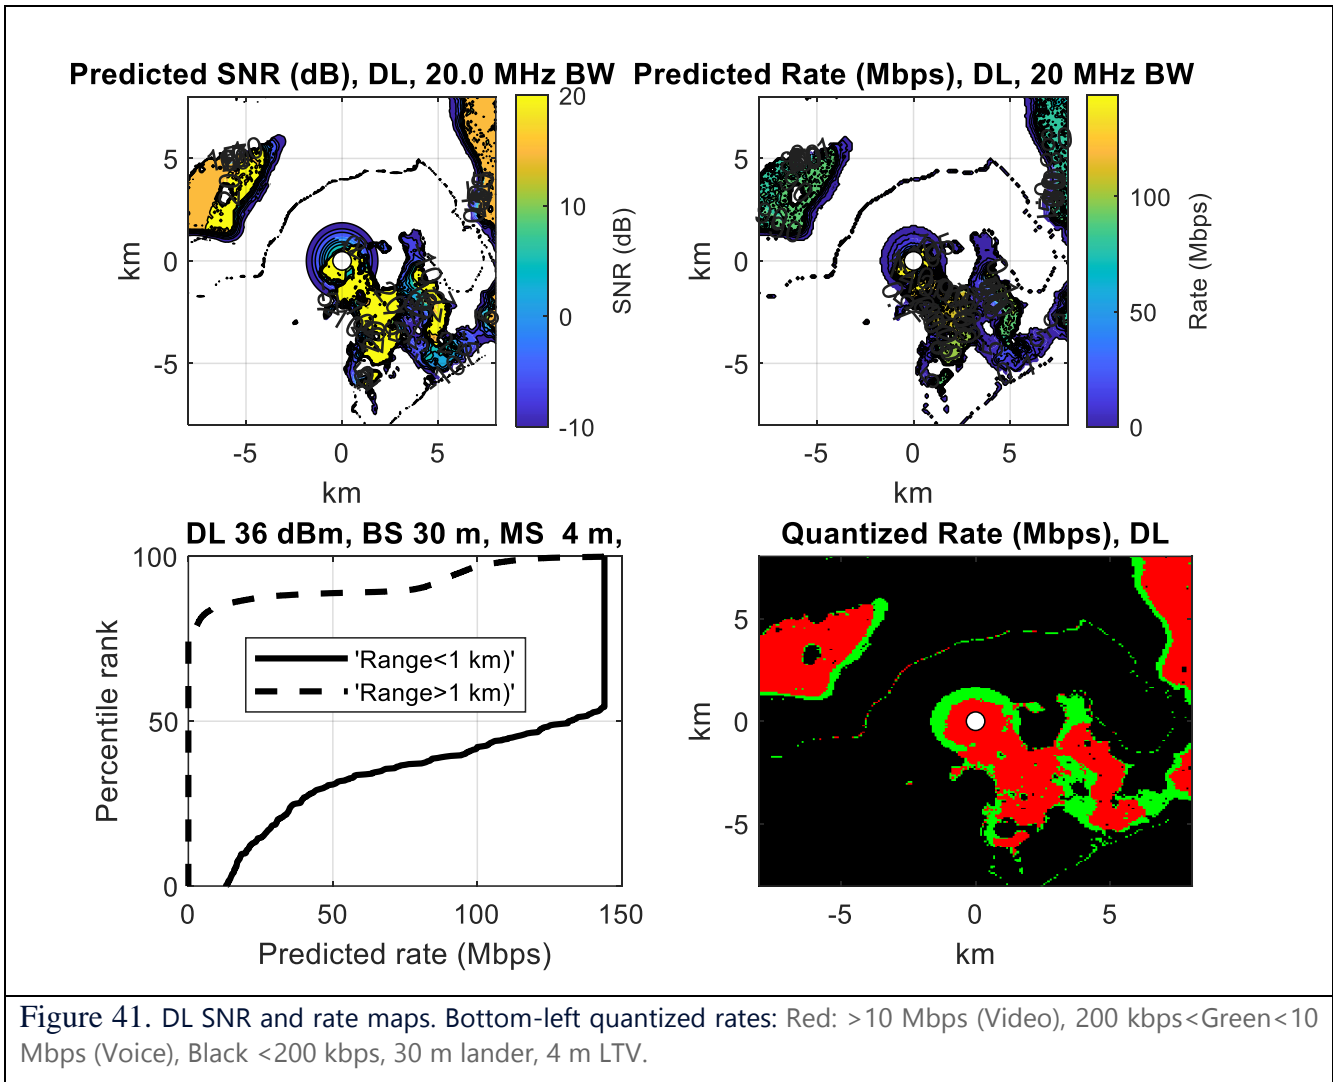 Predicted SNR (dB), DL, 20.0 MHz BW
Predicted Rate (Mbps), DL, 20 MHz BW
5
0
-5
km
-5
0
5
km
20
10
0
-10
SNR (dB)
5
0
-5
km
-5
0
5
km
100
50
0
Rate (Mbps)
DL 36 dBm, BS 30 m, MS  4 m,
100
50
0
Percentile rank
'Range<1 km)'
'Range>1 km)'
0
50
100
150
Predicted rate (Mbps)
Quantized Rate (Mbps), DL
5
0
-5
km
-5
0
5
km
Figure 41. DL SNR and rate maps. Bottom-left quantized rates: Red: >10 Mbps (Video), 200 kbps<Green<10
Mbps (Voice), Black <200 kbps, 30 m lander, 4 m LTV.